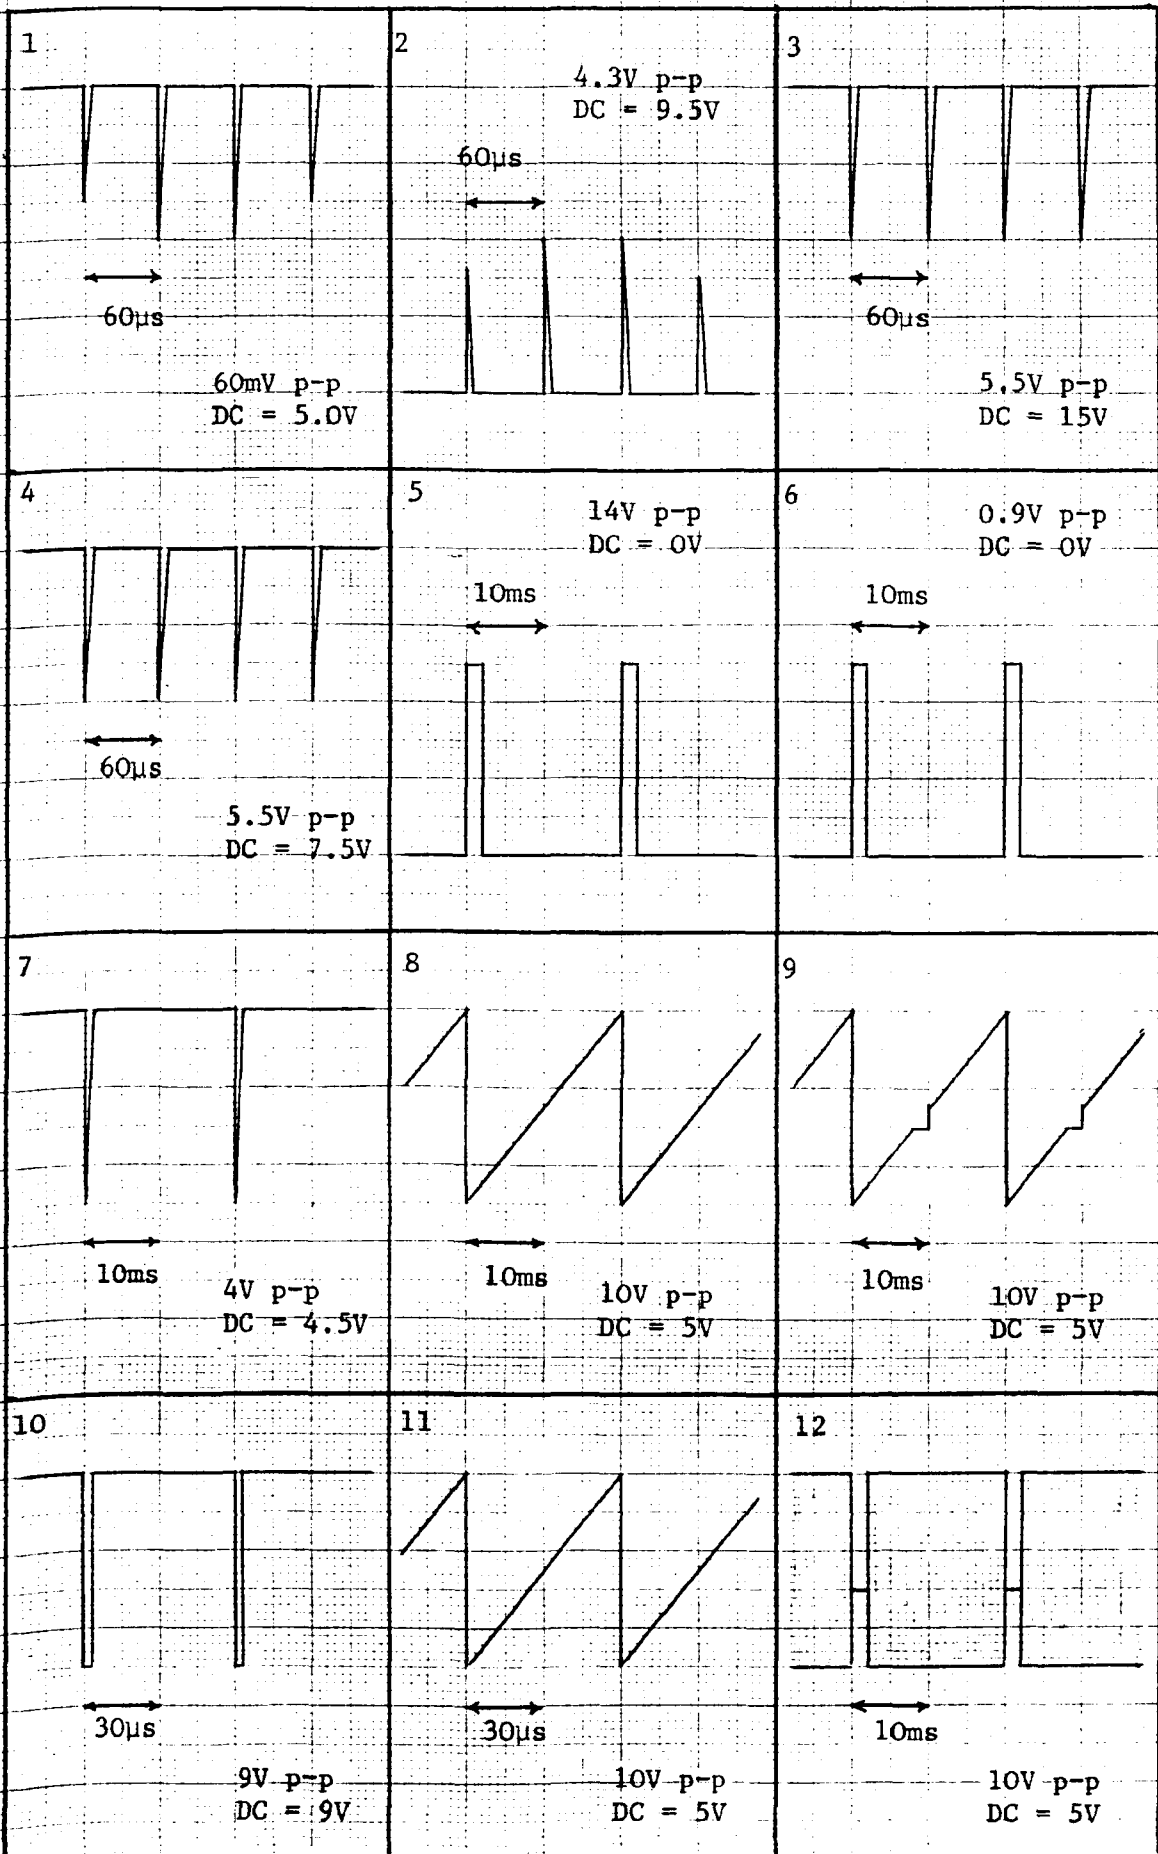 1
60μs
60mV p-p
DC = 5.0V
2
4.3V p-p
DC = 9.5V
60μs
3
60μs
5.5V p-p
DC = 15V
4
60μs
5.5V p-p
DC = 7.5V
5
14V p-p
DC = 0V
10ms
6
0.9V p-p
DC = 0V
10ms
7
10ms
4V p-p
DC = 4.5V
8
10ms
10V p-p
DC = 5V
9
10ms
10V p-p
DC = 5V
10
30μs
9V p-p
DC = 9V
11
30μs
10V p-p
DC = 5V
12
10ms
10V p-p
DC = 5V